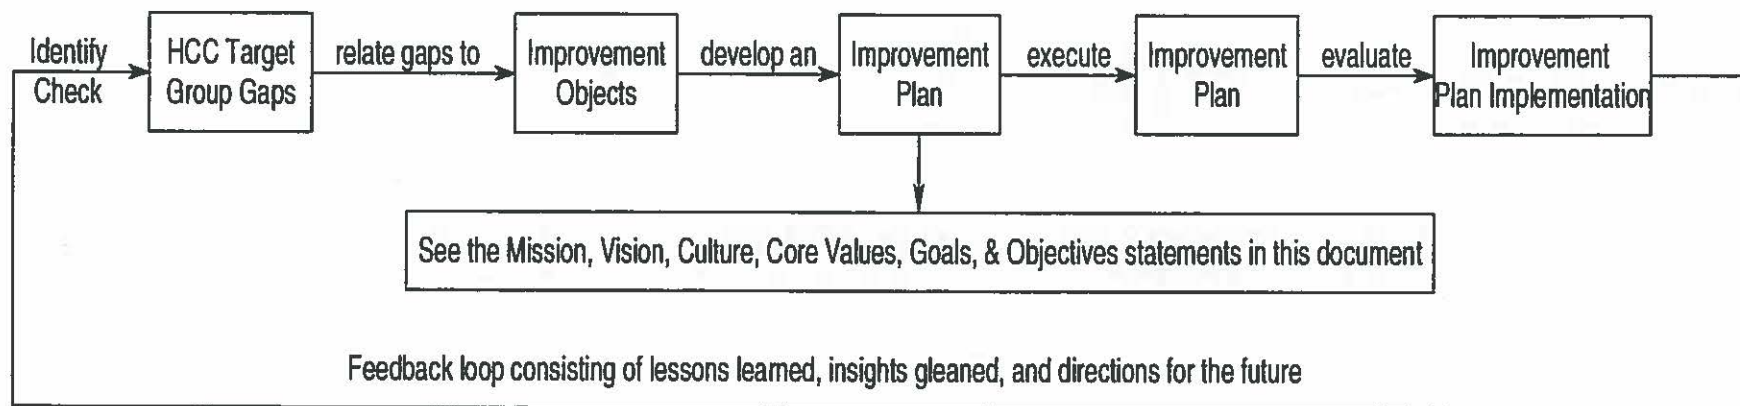 Identify
Check
HCC Target
Group Gaps
relate gaps to
Improvement
Objects
develop an
Improvement
Plan
execute
Improvement
Plan
evaluate
Improvement
Plan Implementation
See the Mission, Vision, Culture, Core Values, Goals, & Objectives statements in this document
Feedback loop consisting of lessons learned, insights gleaned, and directions for the future